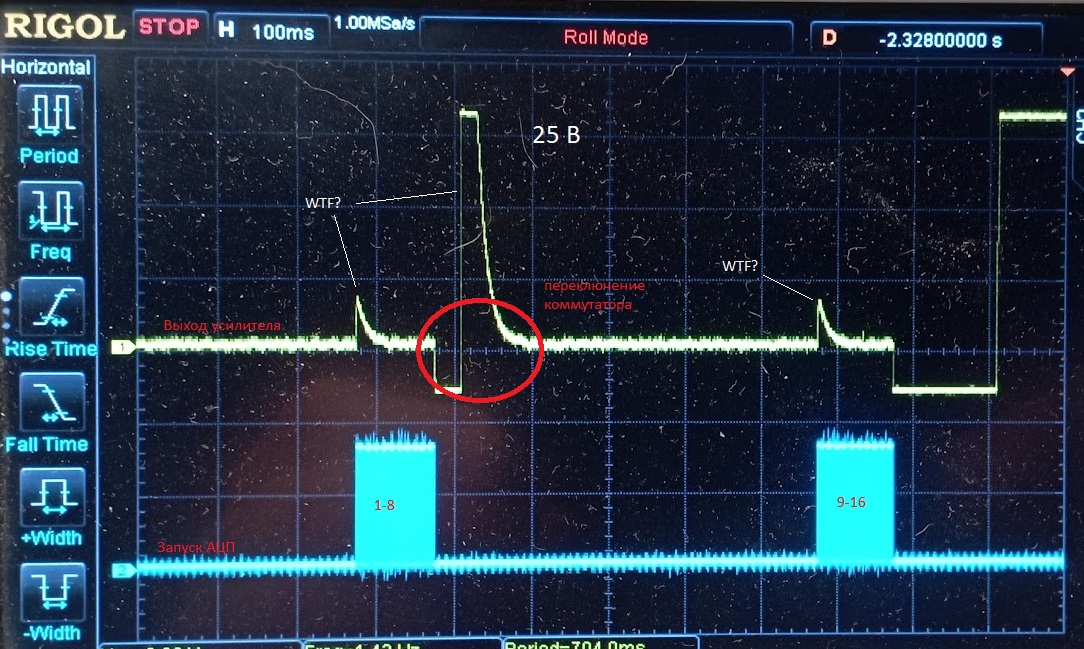 RIGOL STOP H 100ms 1.00MSa/s Roll Mode D -2.32800000 s
Horizontal
Period
Freq
Rise Time
Fall Time
+Width
-Width
25 В
WTF?
WTF?
переключение
коммутатора
Выход усилителя
1
1-8
9-16
Запуск АЦП
2
Freq=1.42 Hz
Period=704.0ms